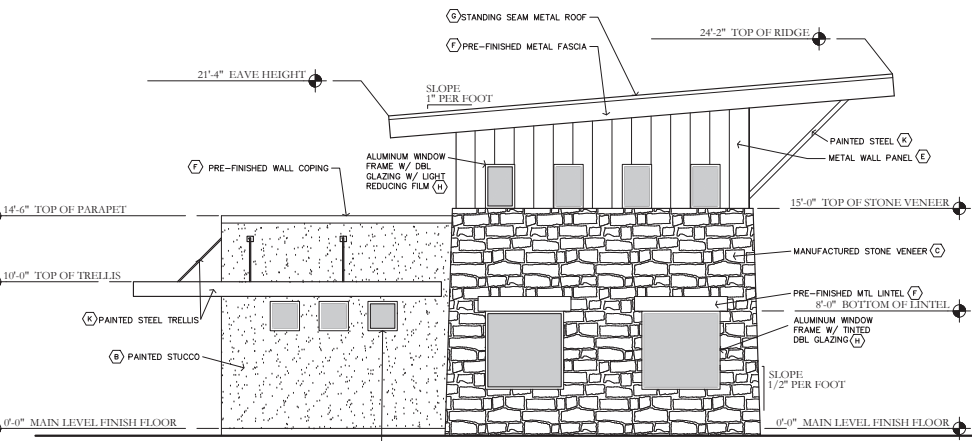 G STANDING SEAM METAL ROOF
24'-2" TOP OF RIDGE
F PRE-FINISHED METAL FASCIA
21'-4" EAVE HEIGHT
SLOPE
1" PER FOOT
PAINTED STEEL K
METAL WALL PANEL E
ALUMINUM WINDOW
FRAME W/ DBL
GLAZING W/ LIGHT
REDUCING FILM H
F PRE-FINISHED WALL COPING
14'-6" TOP OF PARAPET
15'-0" TOP OF STONE VENEER
MANUFACTURED STONE VENEER C
10'-0" TOP OF TRELLIS
PRE-FINISHED MTL LINTEL F
8'-0" BOTTOM OF LINTEL
K PAINTED STEEL TRELLIS
ALUMINUM WINDOW
FRAME W/ TINTED
DBL GLAZING H
B PAINTED STUCCO
SLOPE
1/2" PER FOOT
0'-0" MAIN LEVEL FINISH FLOOR
0'-0" MAIN LEVEL FINISH FLOOR